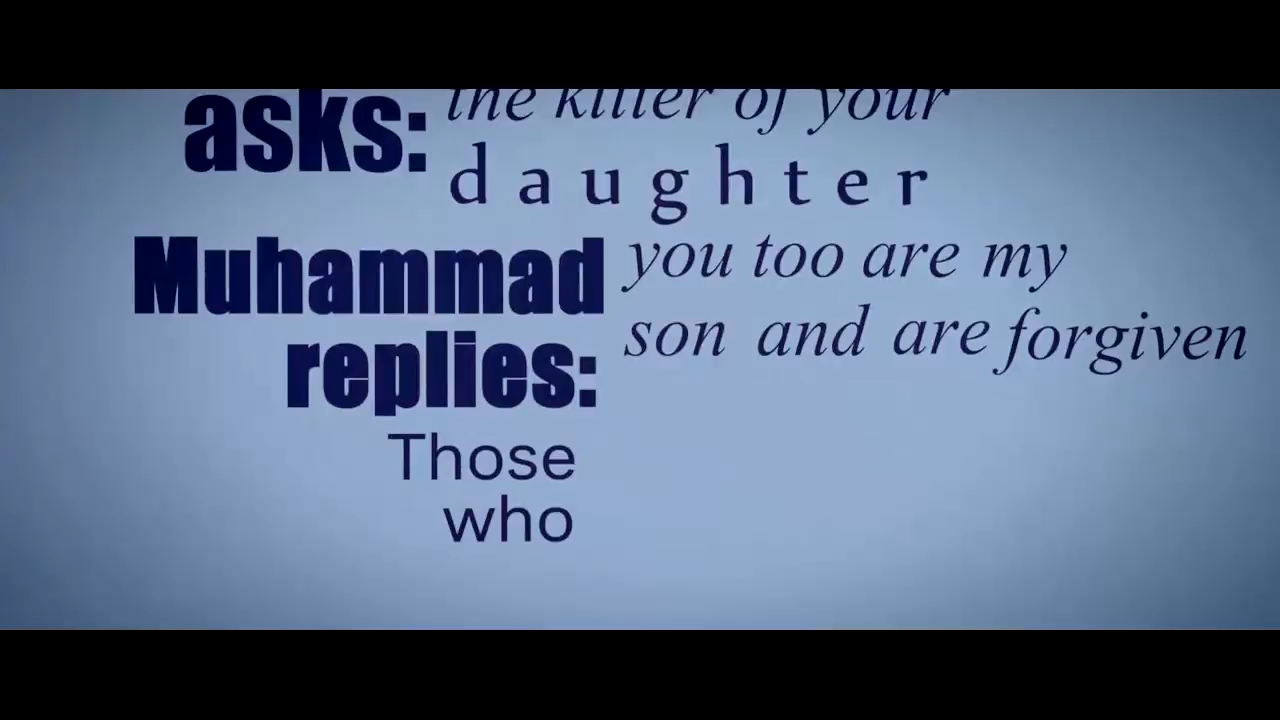 asks: the killer of your
daughter
Muhammad you too are my
replies: son and are forgiven
Those
who